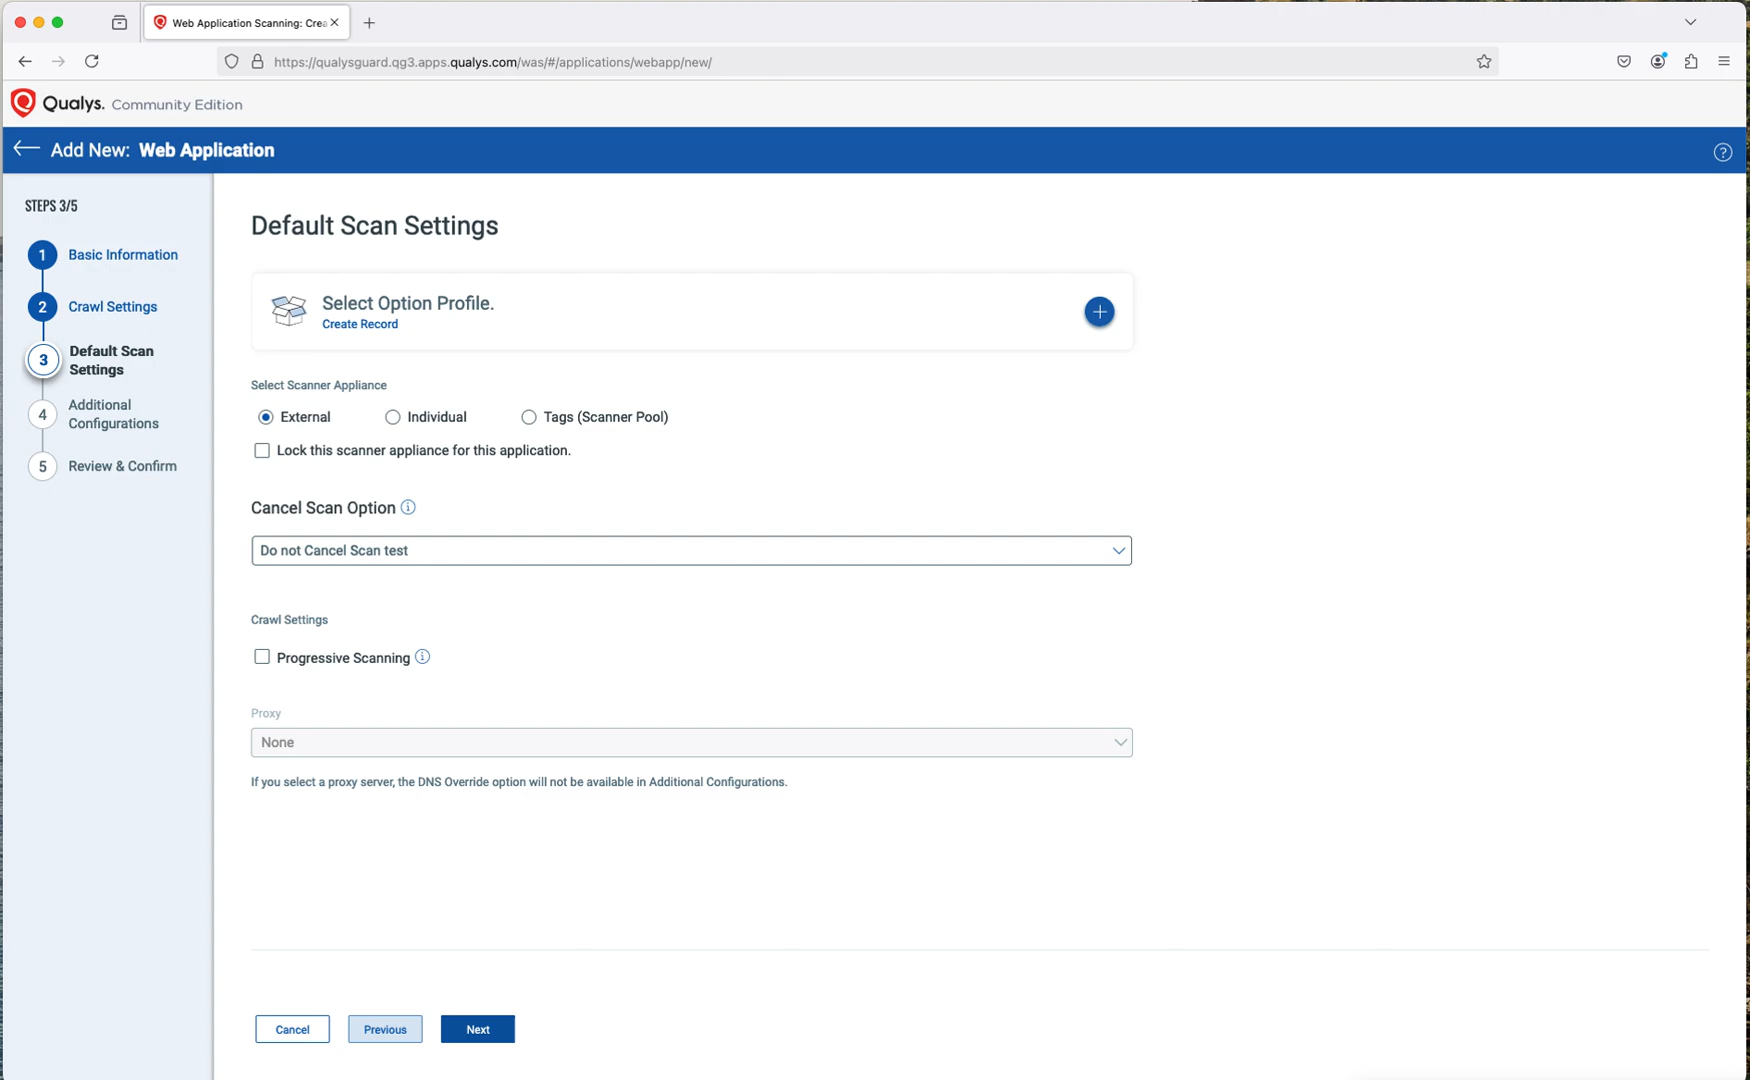 Web Application Scanning: Crea
https://qualysguard.qg3.apps.qualys.com/was/#/applications/webapp/new/
Qualys. Community Edition
Add New: Web Application
STEPS 3/5
1 Basic Information
2 Crawl Settings
3 Default Scan
Settings
4 Additional
Configurations
5 Review & Confirm
Default Scan Settings
Select Option Profile.
Create Record
Select Scanner Appliance
External Individual Tags (Scanner Pool)
Lock this scanner appliance for this application.
Cancel Scan Option
Do not Cancel Scan test
Crawl Settings
Progressive Scanning
Proxy
None
If you select a proxy server, the DNS Override option will not be available in Additional Configurations.
Cancel Previous Next